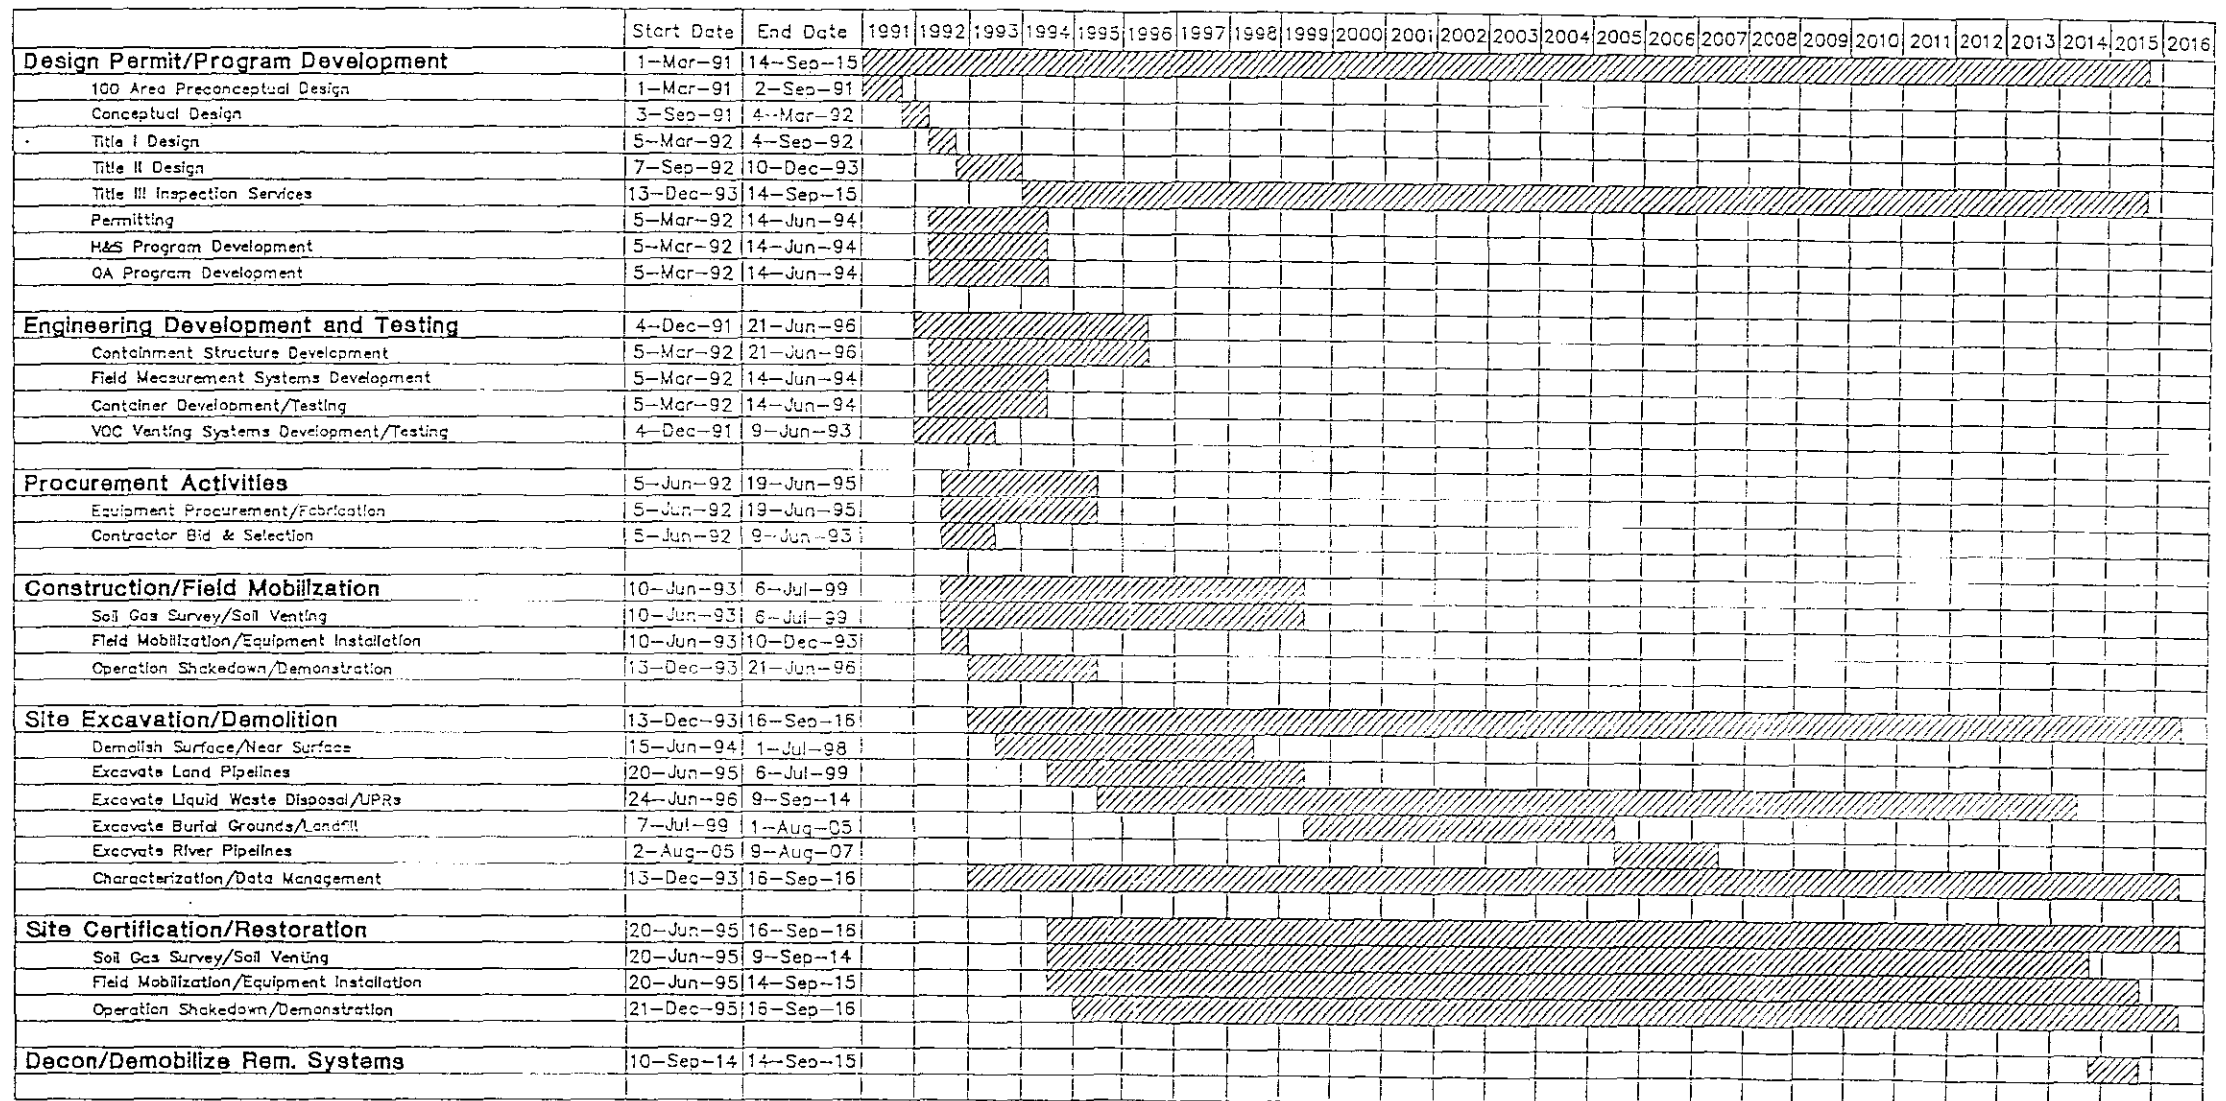 Start Date End Date 1991 1992 1993 1994 1995 1996 1997 1998 1999 2000 2001 2002 2003 2004 2005 2006 2007 2008 2009 2010 2011 2012 2013 2014 2015 2016
Design Permit/Program Development 1-Mar-91 14-Sep-15
100 Area Preconceptual Design 1-Mar-91 2-Sep-91
Conceptual Design 3-Sep-91 4-Mar-92
Title I Design 5-Mar-92 4-Sep-92
Title II Design 7-Sep-92 10-Dec-93
Title III Inspection Services 13-Dec-93 14-Sep-15
Permitting 5-Mar-92 14-Jun-94
H&S Program Development 5-Mar-92 14-Jun-94
QA Program Development 5-Mar-92 14-Jun-94
Engineering Development and Testing 4-Dec-91 21-Jun-96
Containment Structure Development 5-Mar-92 21-Jun-96
Field Measurement Systems Development 5-Mar-92 14-Jun-94
Container Development/Testing 5-Mar-92 14-Jun-94
VOC Venting Systems Development/Testing 4-Dec-91 9-Jun-93
Procurement Activities 5-Jun-92 19-Jun-95
Equipment Procurement/Fabrication 5-Jun-92 19-Jun-95
Contractor Bid & Selection 5-Jun-92 9-Jun-93
Construction/Field Mobilization 10-Jun-93 6-Jul-99
Soil Gas Survey/Soil Venting 10-Jun-93 6-Jul-99
Field Mobilization/Equipment Installation 10-Jun-93 10-Dec-93
Operation Shakedown/Demonstration 13-Dec-93 21-Jun-96
Site Excavation/Demolition 13-Dec-93 16-Sep-16
Demolish Surface/Near Surface 15-Jun-94 1-Jul-98
Excavate Land Pipelines 20-Jun-95 6-Jul-99
Excavate Liquid Waste Disposal/UPRs 24-Jun-96 9-Sep-14
Excavate Burial Grounds/Landfill 7-Jul-99 1-Aug-05
Excavate River Pipelines 2-Aug-05 9-Aug-07
Characterization/Data Management 13-Dec-93 16-Sep-16
Site Certification/Restoration 20-Jun-95 16-Sep-16
Soil Gas Survey/Soil Venting 20-Jun-95 9-Sep-14
Field Mobilization/Equipment Installation 20-Jun-95 14-Sep-15
Operation Shakedown/Demonstration 21-Dec-95 16-Sep-16
Decon/Demobilize Rem. Systems 10-Sep-14 14-Sep-15